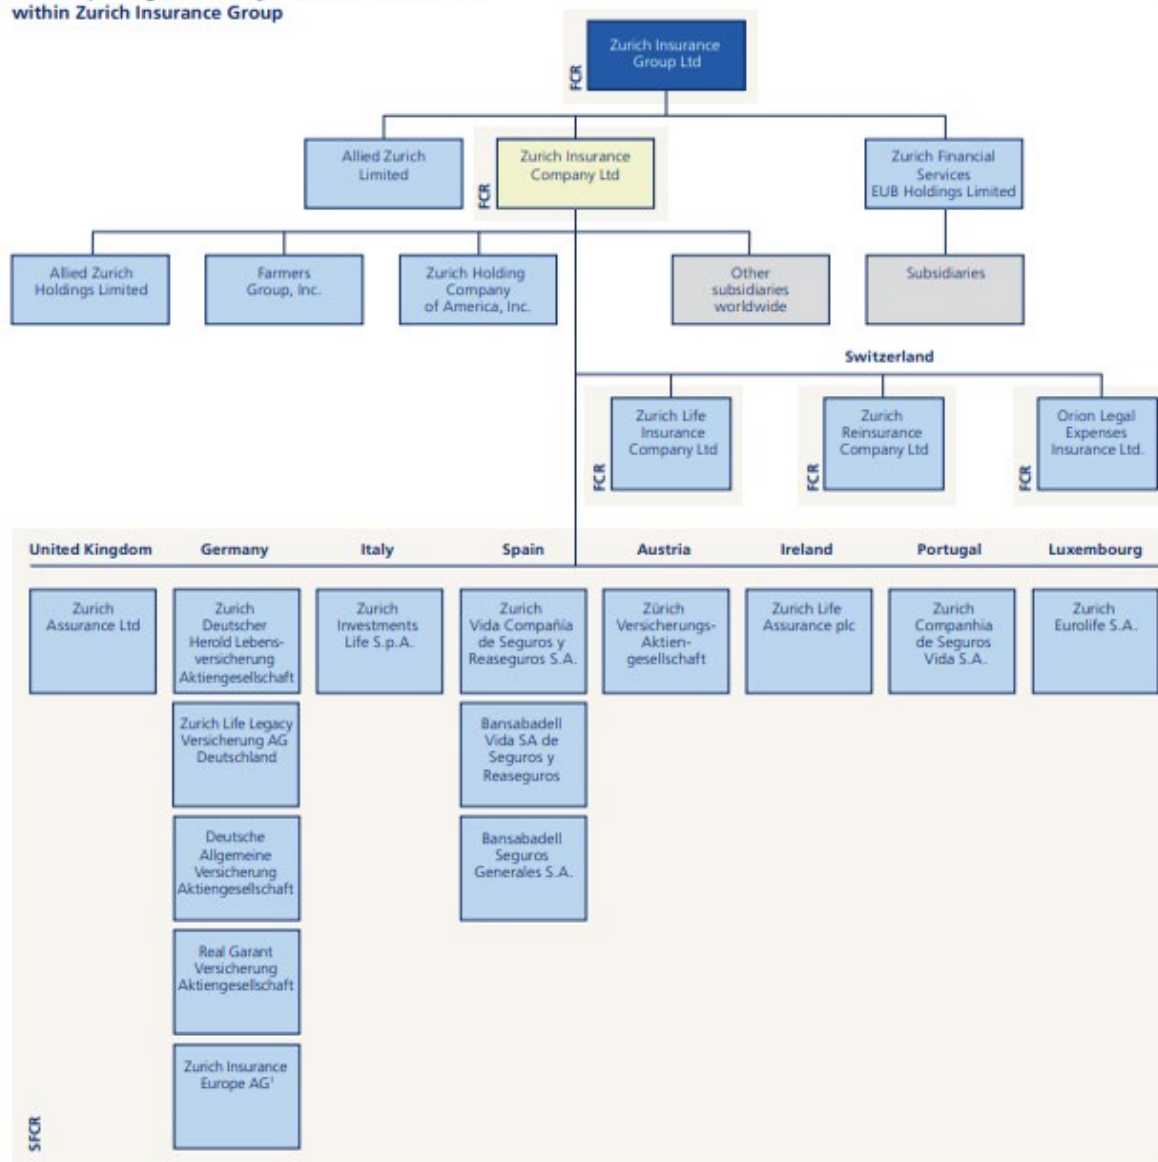 within Zurich Insurance Group
Zurich Insurance
Group Ltd
FCR
Allied Zurich
Limited
Zurich Insurance
Company Ltd
FCR
Zurich Financial
Services
EUB Holdings Limited
Allied Zurich
Holdings Limited
Farmers
Group, Inc.
Zurich Holding
Company
of America, Inc.
Other
subsidiaries
worldwide
Subsidiaries
Switzerland
Zurich Life
Insurance
Company Ltd
FCR
Zurich
Reinsurance
Company Ltd
FCR
Orion Legal
Expenses
Insurance Ltd.
FCR
United Kingdom
Germany
Italy
Spain
Austria
Ireland
Portugal
Luxembourg
Zurich
Assurance Ltd
Zurich
Deutscher
Herold Lebens-
versicherung
Aktiengesellschaft
Zurich
Investments
Life S.p.A.
Zurich
Vida Compañia
de Seguros y
Reaseguros S.A.
Zürich
Versicherungs-
Aktien-
gesellschaft
Zurich Life
Assurance plc
Zurich
Companhia
de Seguros
Vida S.A.
Zurich
Eurolife S.A.
Zurich Life Legacy
Versicherung AG
Deutschland
Bansabadell
Vida SA de
Seguros y
Reaseguros
Deutsche
Allgemeine
Versicherung
Aktiengesellschaft
Bansabadell
Seguros
Generales S.A.
Real Garant
Versicherung
Aktiengesellschaft
Zurich Insurance
Europe AG¹
SFCR